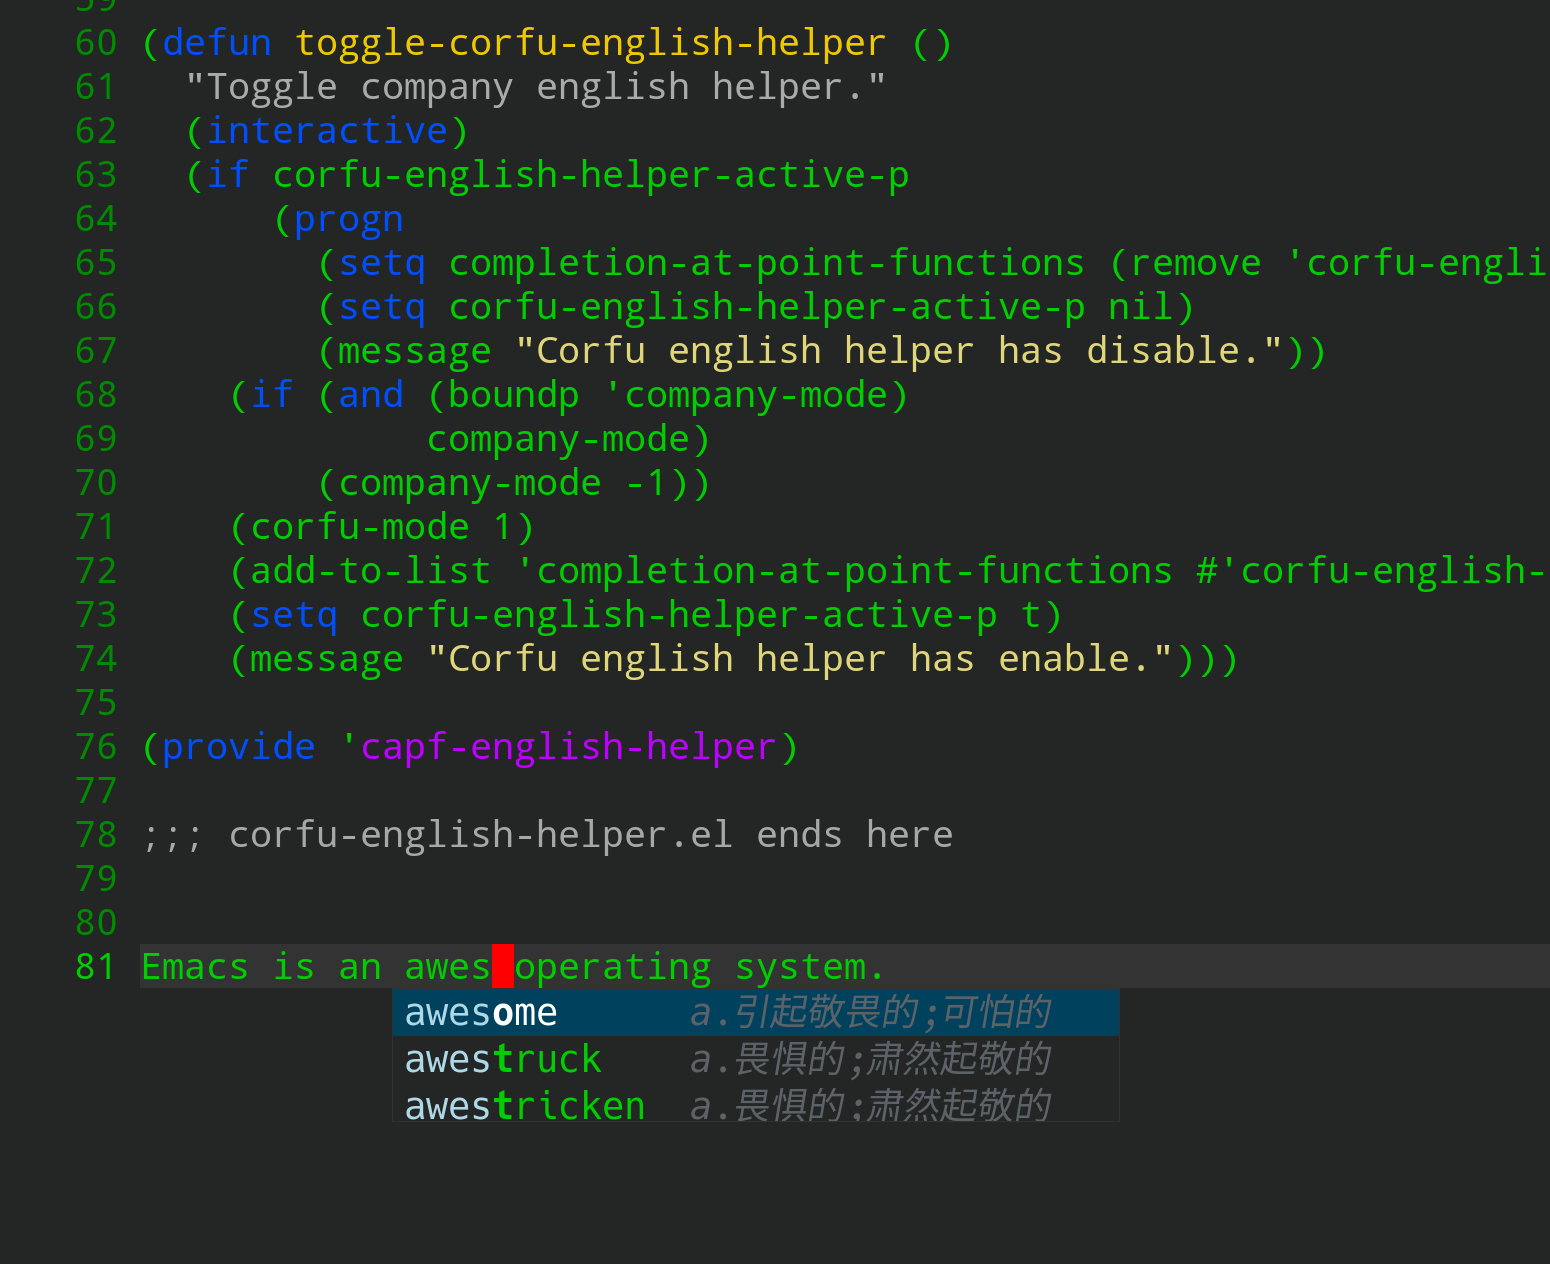 59
60 (defun toggle-corfu-english-helper ()
61   "Toggle company english helper."
62   (interactive)
63   (if corfu-english-helper-active-p
64       (progn
65         (setq completion-at-point-functions (remove 'corfu-engli
66         (setq corfu-english-helper-active-p nil)
67         (message "Corfu english helper has disable."))
68     (if (and (boundp 'company-mode)
69              company-mode)
70         (company-mode -1))
71     (corfu-mode 1)
72     (add-to-list 'completion-at-point-functions #'corfu-english-
73     (setq corfu-english-helper-active-p t)
74     (message "Corfu english helper has enable.")))
75
76 (provide 'capf-english-helper)
77
78 ;;; corfu-english-helper.el ends here
79
80
81 Emacs is an awes operating system.
awesome a.引起敬畏的;可怕的
awestruck a.畏惧的;肃然起敬的
awestricken a.畏惧的;肃然起敬的